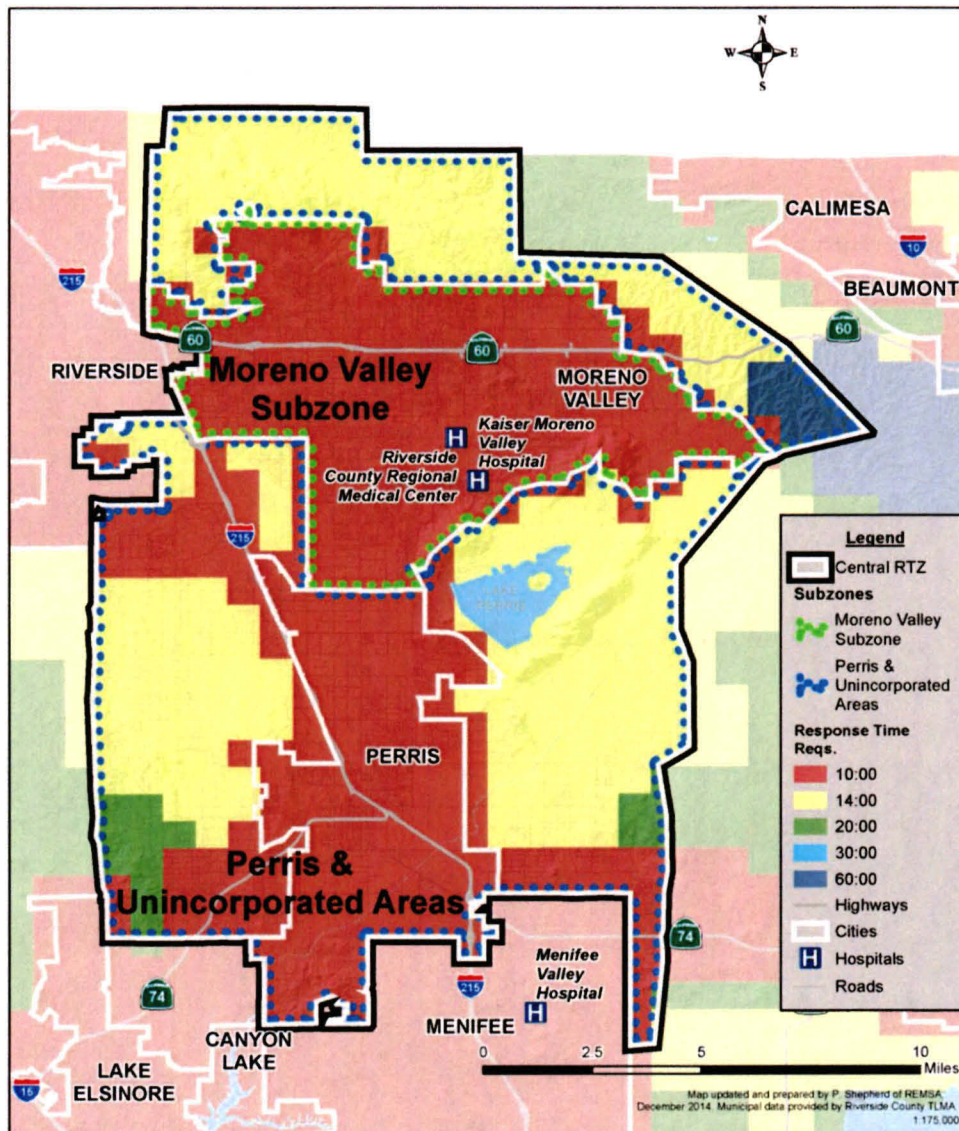 N
W E
S
CALIMESA
10
215
BEAUMONT
60
60
60
RIVERSIDE
Moreno Valley
Subzone
MORENO
VALLEY
H
Kaiser Moreno
Valley
Hospital
Riverside
County Regional
Medical Center
H
215
Legend
Central RTZ
Subzones
Moreno Valley
Subzone
Perris &
Unincorporated
Areas
Response Time
Reqs.
10:00
14:00
20:00
30:00
60:00
Highways
Cities
H Hospitals
Roads
PERRIS
Perris &
Unincorporated Areas
74
Menifee
Valley
Hospital
H
74
215
MENIFEE
CANYON
LAKE
LAKE
ELSINORE
15
0 2.5 5 10
Miles
Map updated and prepared by P. Shepherd of REMSA,
December 2014. Municipal data provided by Riverside County TLMA.
1:175,000